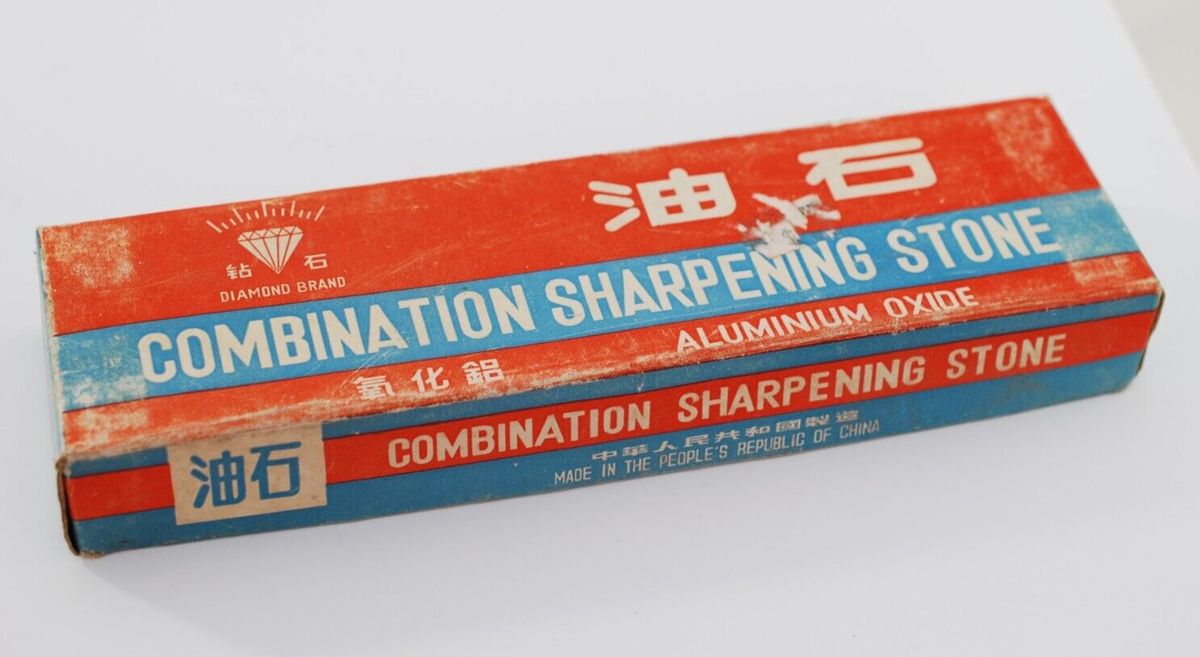 油石
钻石
DIAMOND BRAND
COMBINATION SHARPENING STONE
氧化鋁 ALUMINIUM OXIDE
油石
COMBINATION SHARPENING STONE
中華人民共和國製造
MADE IN THE PEOPLE'S REPUBLIC OF CHINA